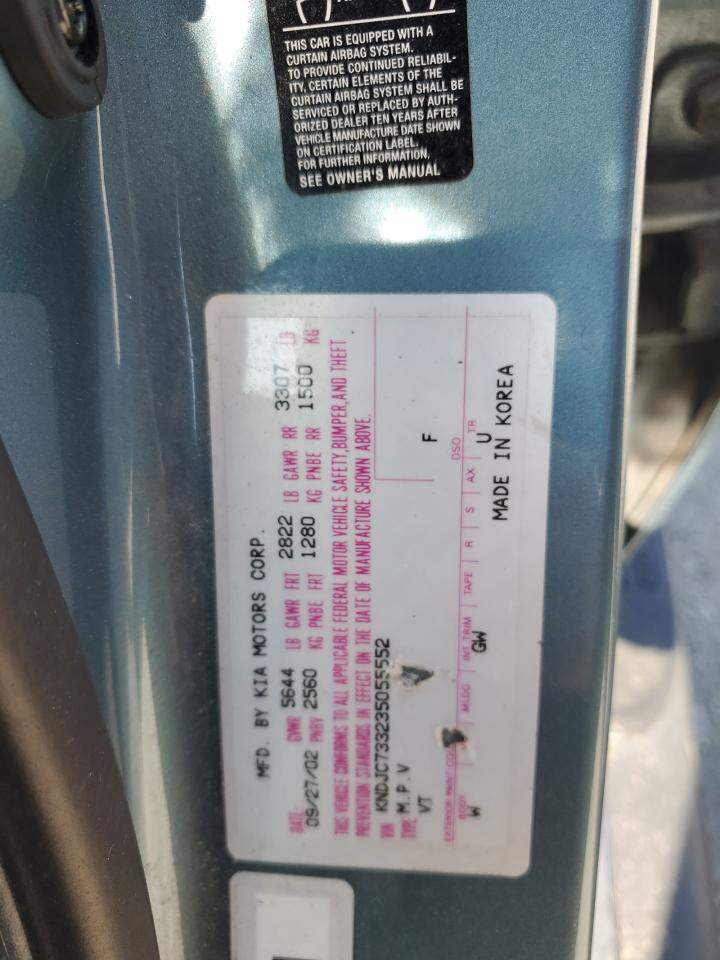 THIS CAR IS EQUIPPED WITH A
CURTAIN AIRBAG SYSTEM.
TO PROVIDE CONTINUED RELIABIL-
ITY, CERTAIN ELEMENTS OF THE
CURTAIN AIRBAG SYSTEM SHALL BE
SERVICED OR REPLACED BY AUTH-
ORIZED DEALER TEN YEARS AFTER
VEHICLE MANUFACTURE DATE SHOWN
ON CERTIFICATION LABEL.
FOR FURTHER INFORMATION,
SEE OWNER'S MANUAL
MFD. BY KIA MOTORS CORP.
DATE GVWR 5644 LB GAWR FRT 2822 LB GAWR RR 3307 LB
09/27/02 PNBV 2560 KG PNBE FRT 1280 KG PNBE RR 1500 KG
THIS VEHICLE CONFORMS TO ALL APPLICABLE FEDERAL MOTOR VEHICLE SAFETY,BUMPER,AND THEFT
PREVENTION STANDARDS IN EFFECT ON THE DATE OF MANUFACTURE SHOWN ABOVE.
VIN KNDJC733235055552
TYPE M.P.V
VT F
EXTERIOR PAINT DSO
BODY MLDG INT TRIM TAPE R S AX TR
W GW U
MADE IN KOREA